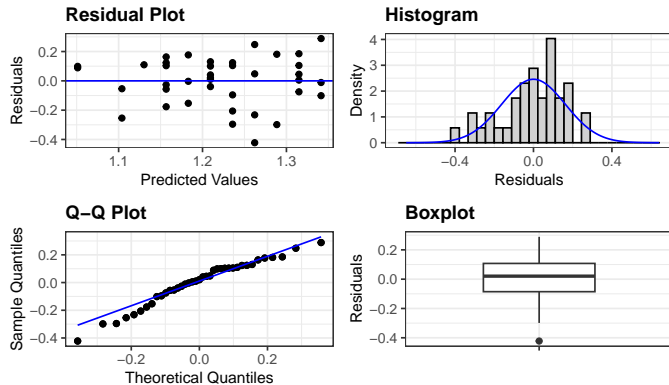 Residual Plot
Residuals
0.2
0.0
−0.2
−0.4
1.1 1.2 1.3
Predicted Values
Histogram
Density
4
3
2
1
0
−0.4 0.0 0.4
Residuals
Q−Q Plot
Sample Quantiles
0.2
0.0
−0.2
−0.4
−0.2 0.0 0.2
Theoretical Quantiles
Boxplot
Residuals
0.2
0.0
−0.2
−0.4